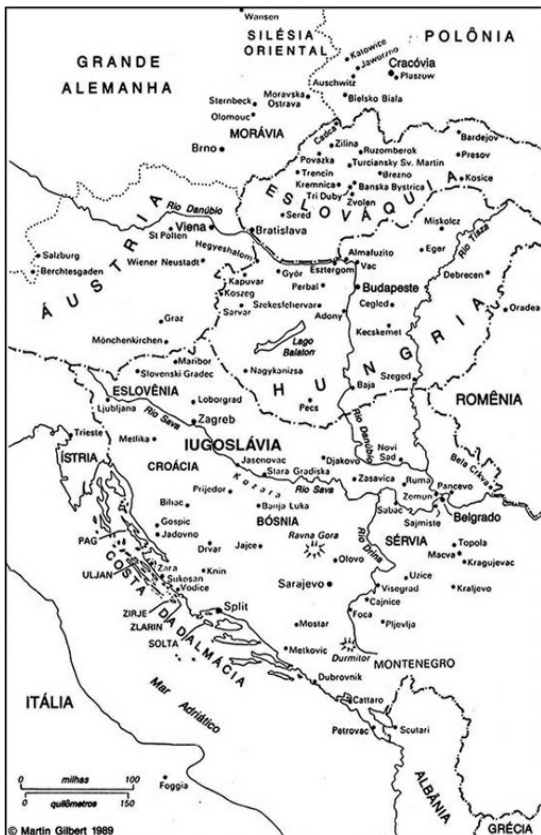 Wansen
SILÉSIA
ORIENTAL
POLÔNIA
GRANDE
ALEMANHA
Katowice
Jaworzno
Cracóvia
Auschwitz
Plaszow
Moravska
Ostrava
Bielsko Biala
Sternbeck
Olomouc
MORÁVIA
Cadca
Brno
Zilina
Bardejov
Povazka
Ruzomberok
Trencin
Turciansky Sv. Martin
Presov
Kremnica
Brezno
Banska Bystrica
Kosice
Tri Duby
Zvolen
ESLOVÁQUIA
Sered
Rio Danúbio
Viena
Bratislava
St Polten
Miskolcz
Hegyeshalom
Almafuzito
Eger
Rio Tisza
Salzburg
Wiener Neustadt
Györ
Esztergom
Vac
Berchtesgaden
Kapuvar
Debrecen
Koszeg
Perbal
Budapeste
ÁUSTRIA
Sarvar
Szekesfehervar
Cegled
Oradea
Graz
Adony
Kecskemet
Mönchenkirchen
Lago
Balaton
HUNGRIA
Maribor
Slovenski Gradec
Nagykanizsa
Szeged
ESLOVÊNIA
Baja
ROMÊNIA
Ljubljana
Loborgrad
Pecs
Rio Sava
Zagreb
Rio Danúbio
Trieste
Metlika
IUGOSLÁVIA
Novi
Sad
Bela Crkva
ÍSTRIA
CROÁCIA
Jasenovac
Djakovo
Stara Gradiska
Kozara
Rio Sava
Zasavica
Ruma
Pancevo
Prijedor
Zemun
Bihac
Banja Luka
Sabac
Belgrado
Gospic
BÓSNIA
Sajmiste
PAG
Jadovno
Ravna Gora
SÉRVIA
Drvar
Jajce
Rio Drina
Topola
Macva
Olovo
Kragujevac
ULJAN
Zara
Knin
Sukosan
Uzice
Vodice
Sarajevo
Visegrad
Kraljevo
ZIRJE
Split
Cajnice
ZLARIN
Foca
SOLTA
Mostar
Pljevlja
COSTA DA DALMÁCIA
Metkovic
Durmitor
MONTENEGRO
Dubrovnik
ITÁLIA
Mar
Adriático
Cattaro
Petrovac
Scutari
0 milhas 100
0 quilômetros 150
Foggia
ALBÂNIA
GRÉCIA
© Martin Gilbert 1989